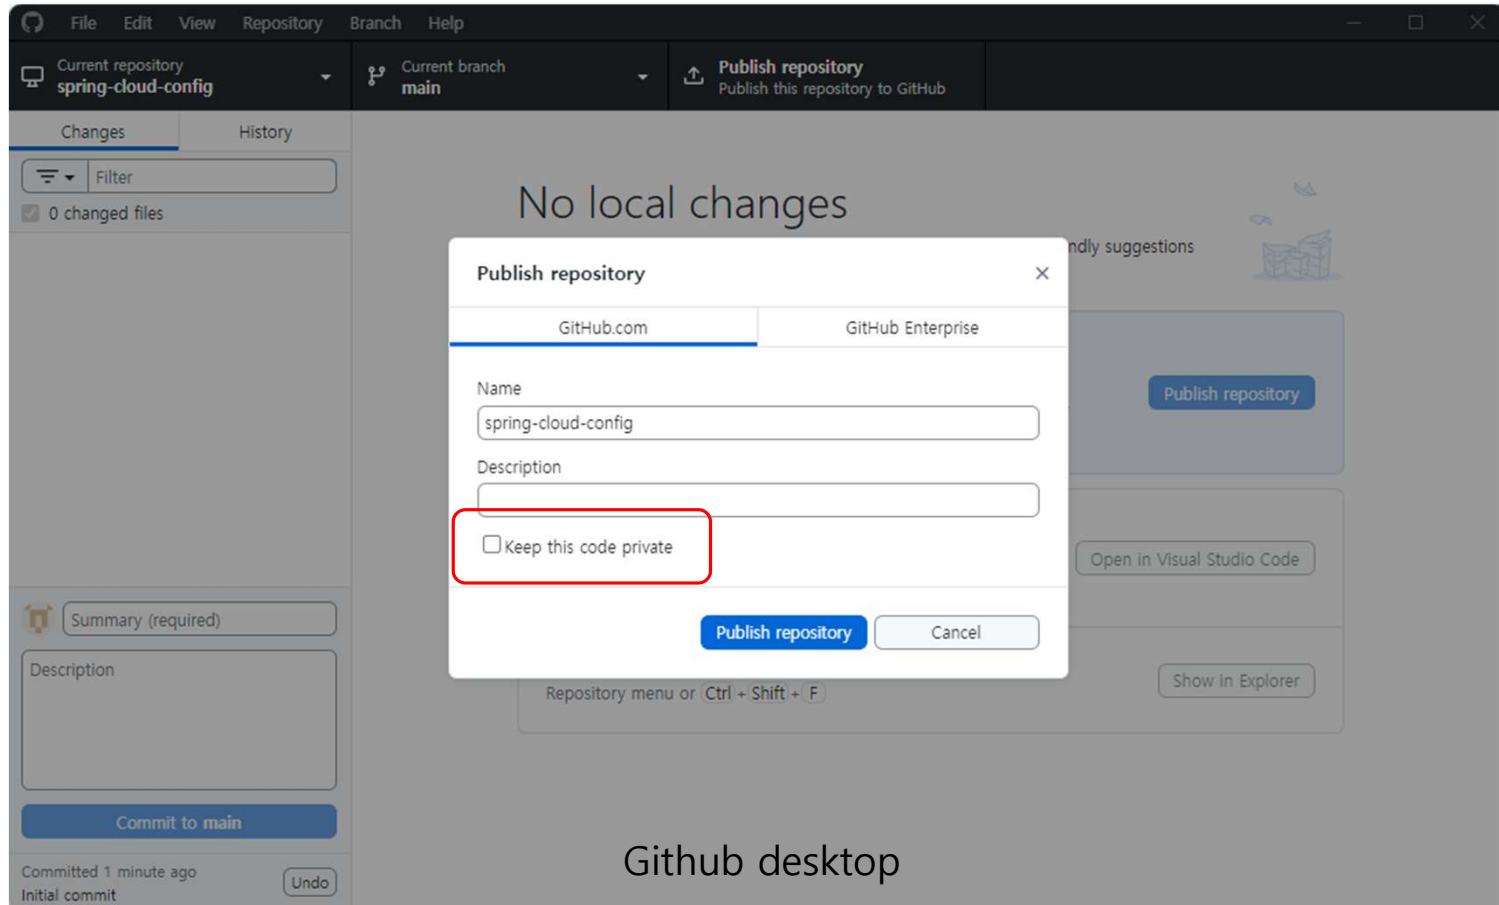 File Edit View Repository Branch Help
Current repository
spring-cloud-config
Current branch
main
Publish repository
Publish this repository to GitHub
Changes History
Filter
0 changed files
No local changes
ndly suggestions
Publish repository
GitHub.com GitHub Enterprise
Name
spring-cloud-config
Description
Keep this code private
Publish repository Cancel
Publish repository
Open in Visual Studio Code
Repository menu or Ctrl + Shift + F
Show in Explorer
Summary (required)
Description
Commit to main
Committed 1 minute ago
Initial commit
Undo
Github desktop